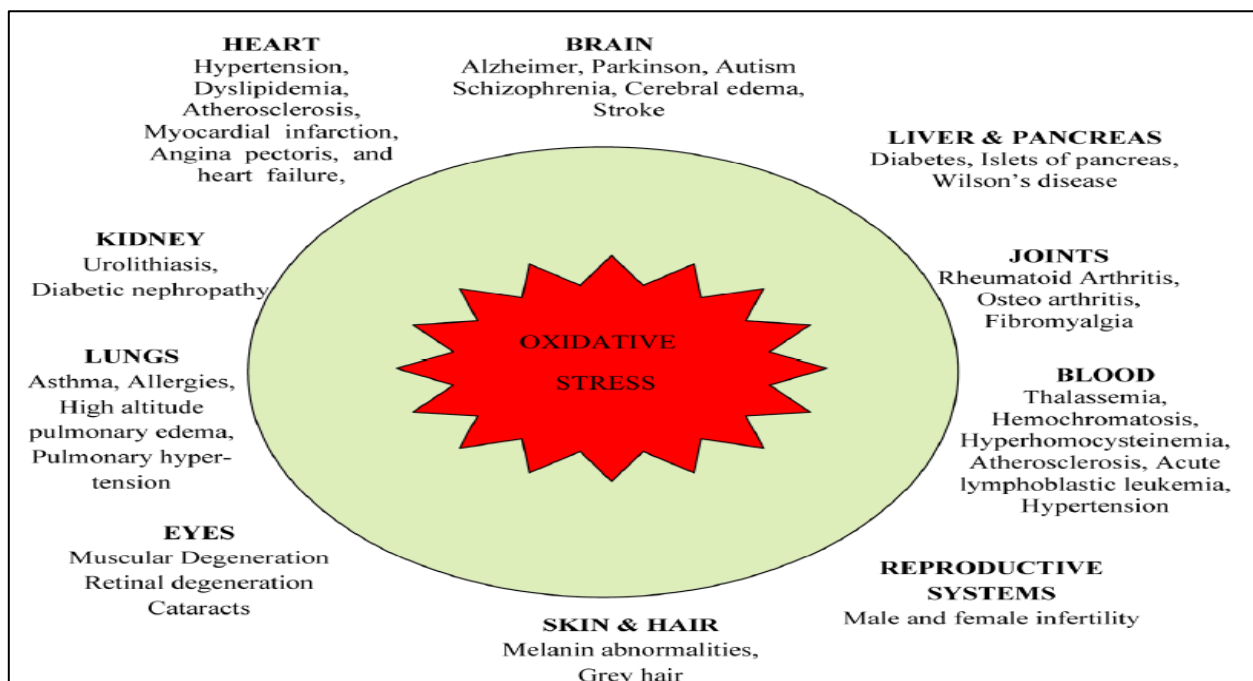 HEART
Hypertension,
Dyslipidemia,
Atherosclerosis,
Myocardial infarction,
Angina pectoris, and
heart failure,
BRAIN
Alzheimer, Parkinson, Autism
Schizophrenia, Cerebral edema,
Stroke
LIVER & PANCREAS
Diabetes, Islets of pancreas,
Wilson's disease
KIDNEY
Urolithiasis,
Diabetic nephropathy
JOINTS
Rheumatoid Arthritis,
Osteo arthritis,
Fibromyalgia
OXIDATIVE
STRESS
LUNGS
Asthma, Allergies,
High altitude
pulmonary edema,
Pulmonary hyper-
tension
BLOOD
Thalassemia,
Hemochromatosis,
Hyperhomocysteinemia,
Atherosclerosis, Acute
lymphoblastic leukemia,
Hypertension
EYES
Muscular Degeneration
Retinal degeneration
Cataracts
REPRODUCTIVE
SYSTEMS
Male and female infertility
SKIN & HAIR
Melanin abnormalities,
Grey hair